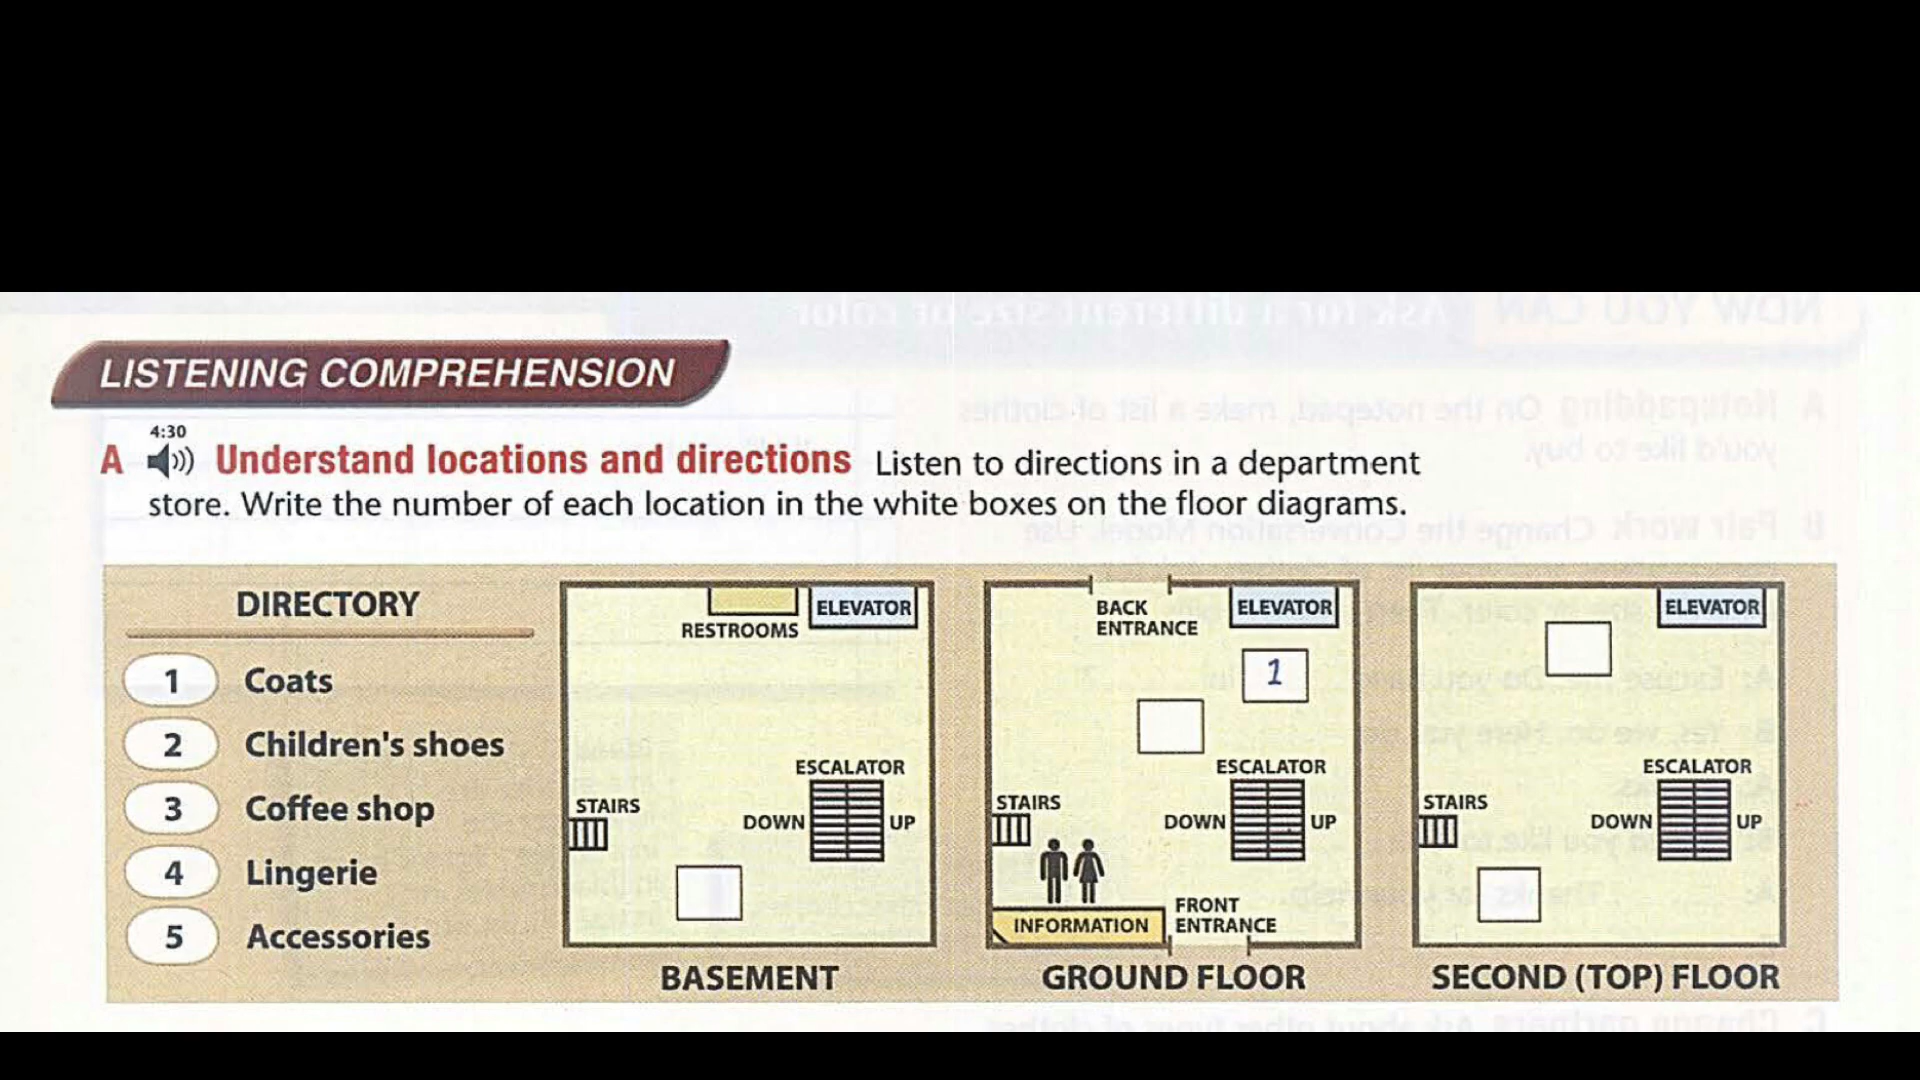 LISTENING COMPREHENSION
4:30
A Understand locations and directions Listen to directions in a department
store. Write the number of each location in the white boxes on the floor diagrams.
DIRECTORY
1 Coats
2 Children's shoes
3 Coffee shop
4 Lingerie
5 Accessories
RESTROOMS
ELEVATOR
ESCALATOR
STAIRS
DOWN
UP
BASEMENT
BACK
ENTRANCE
ELEVATOR
1
ESCALATOR
STAIRS
DOWN
UP
INFORMATION
FRONT
ENTRANCE
GROUND FLOOR
ELEVATOR
ESCALATOR
STAIRS
DOWN
UP
SECOND (TOP) FLOOR